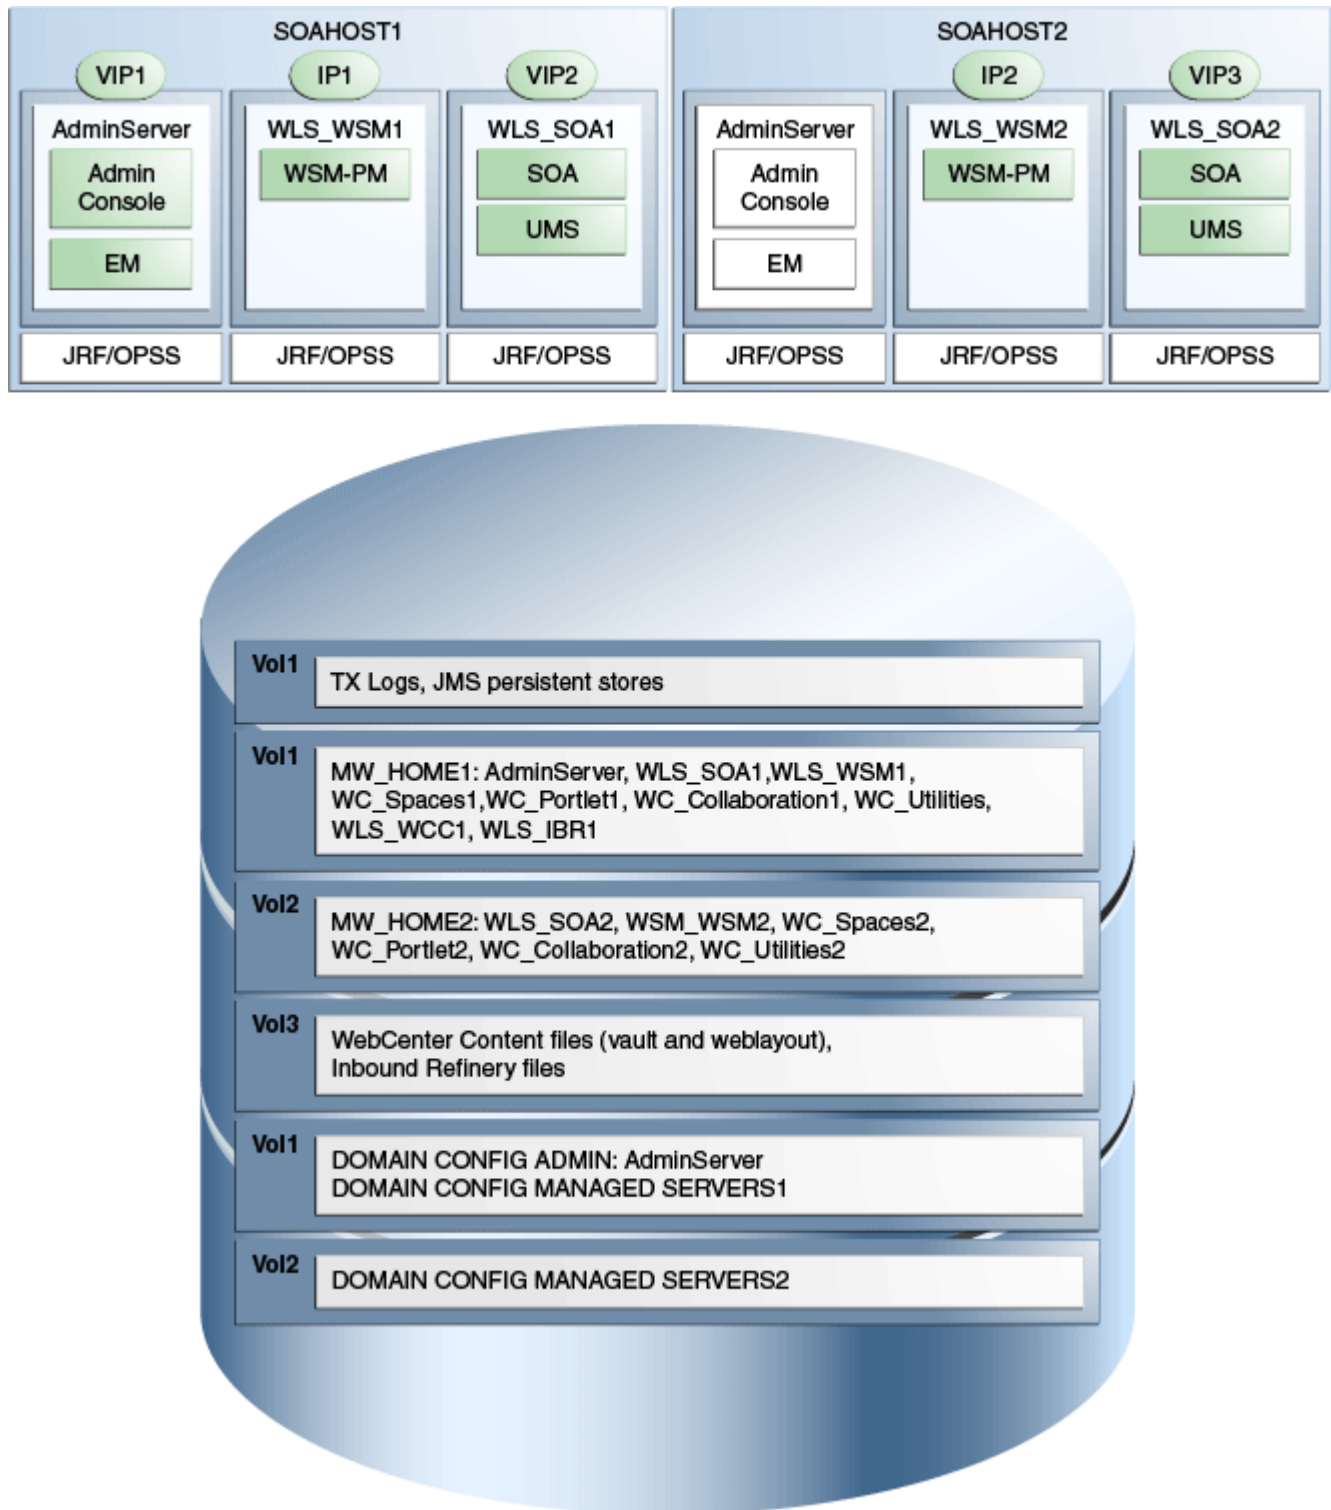 SOAHOST1
VIP1
IP1
VIP2
AdminServer
Admin
Console
EM
WLS_WSM1
WSM-PM
WLS_SOA1
SOA
UMS
JRF/OPSS
JRF/OPSS
JRF/OPSS
SOAHOST2
IP2
VIP3
AdminServer
Admin
Console
EM
WLS_WSM2
WSM-PM
WLS_SOA2
SOA
UMS
JRF/OPSS
JRF/OPSS
JRF/OPSS
Vol1
TX Logs, JMS persistent stores
Vol1
MW_HOME1: AdminServer, WLS_SOA1,WLS_WSM1,
WC_Spaces1,WC_Portlet1, WC_Collaboration1, WC_Utilities,
WLS_WCC1, WLS_IBR1
Vol2
MW_HOME2: WLS_SOA2, WSM_WSM2, WC_Spaces2,
WC_Portlet2, WC_Collaboration2, WC_Utilities2
Vol3
WebCenter Content files (vault and weblayout),
Inbound Refinery files
Vol1
DOMAIN CONFIG ADMIN: AdminServer
DOMAIN CONFIG MANAGED SERVERS1
Vol2
DOMAIN CONFIG MANAGED SERVERS2